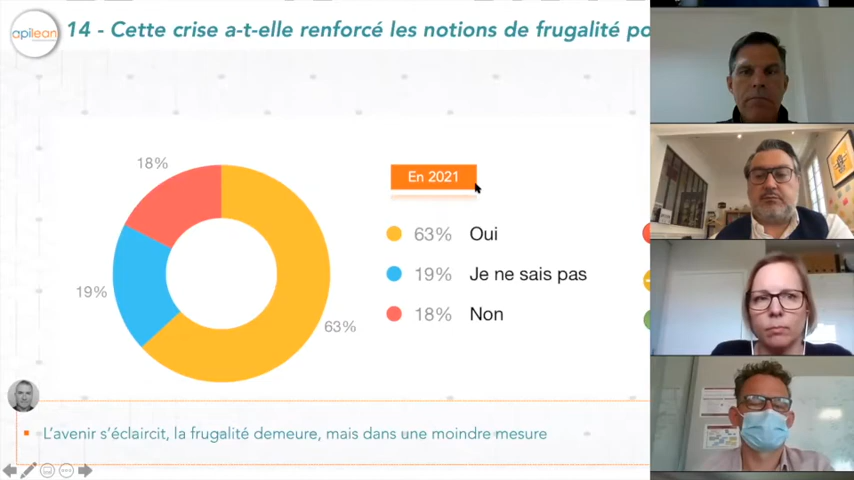 apilean
14 - Cette crise a-t-elle renforcé les notions de frugalité po
18%
En 2021
63% Oui
19% Je ne sais pas
19%
18% Non
63%
L'avenir s'éclaircit, la frugalité demeure, mais dans une moindre mesure